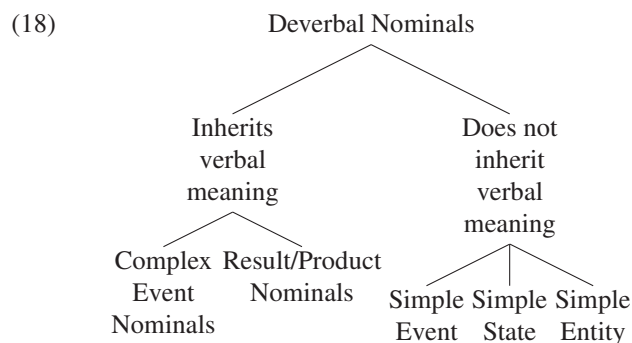 (18) Deverbal Nominals
Inherits
verbal
meaning
Does not
inherit
verbal
meaning
Complex
Event
Nominals
Result/Product
Nominals
Simple
Event
Simple
State
Simple
Entity